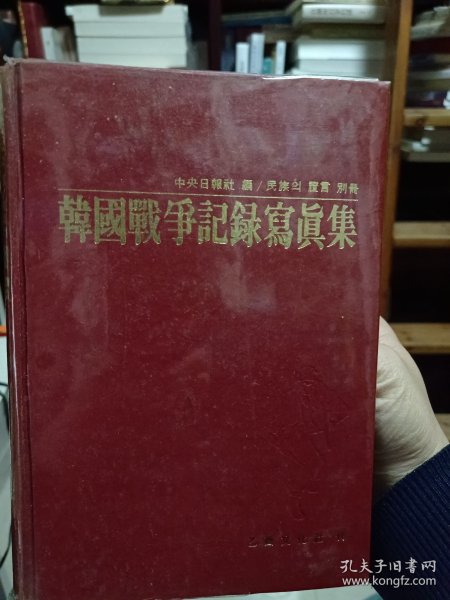 中央日報社 編 / 民族의 證言 別冊
韓國戰爭記録寫眞集
孔夫子旧书网
www.kongfz.com